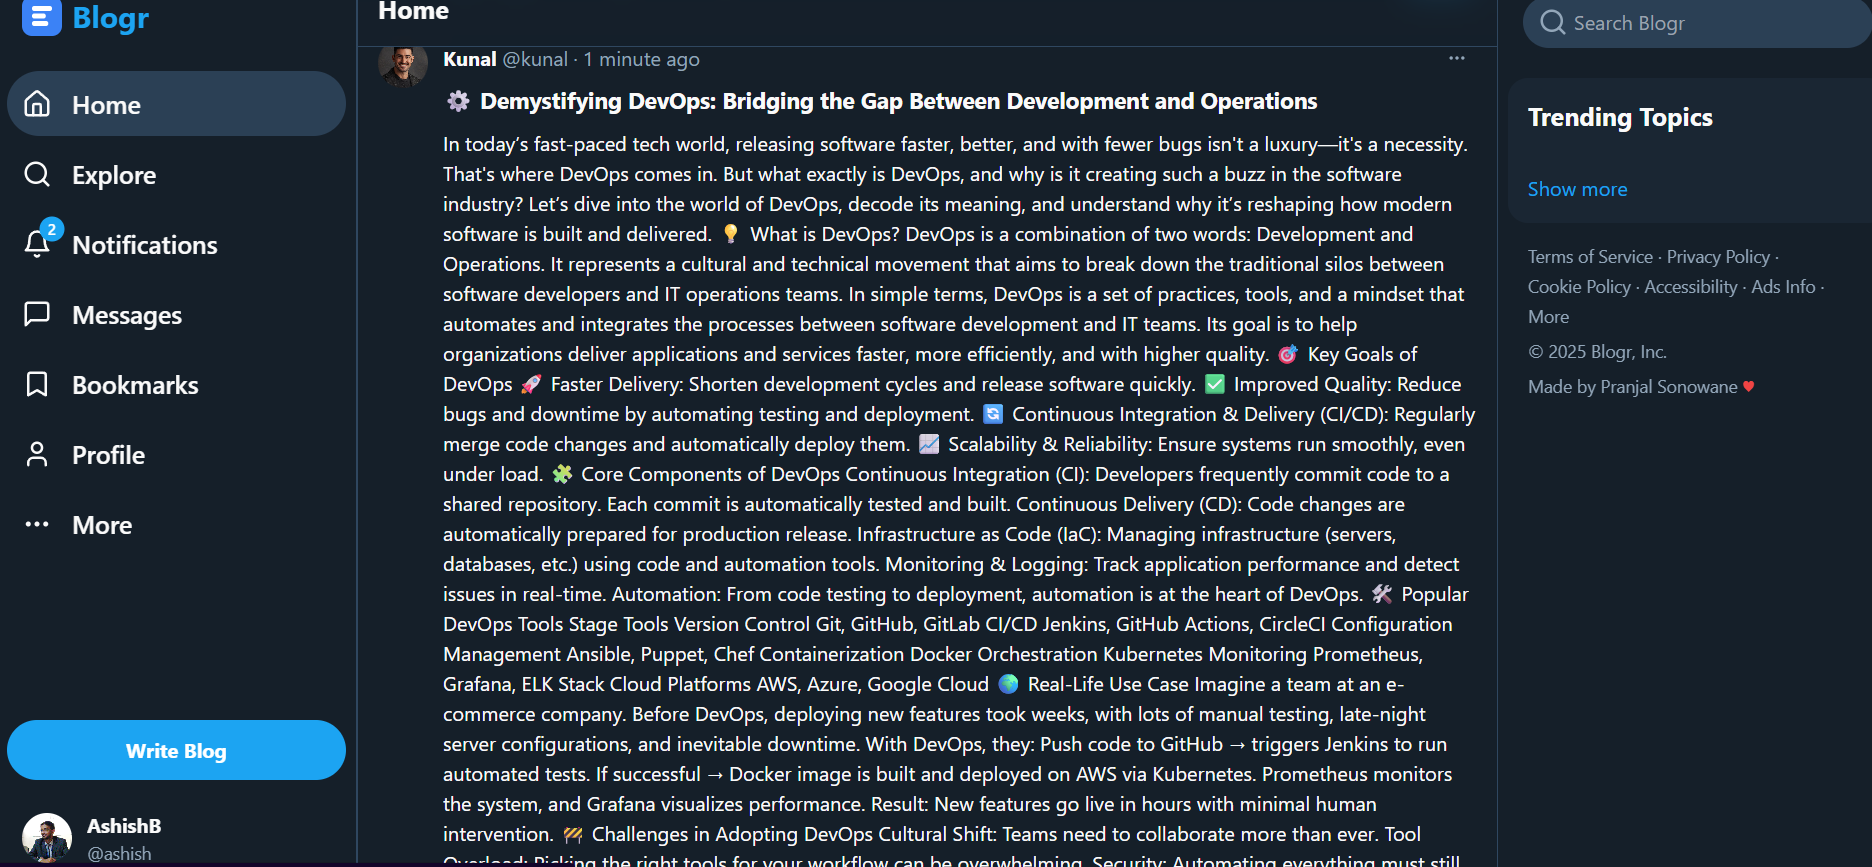 Blogr
Home
Explore
2
Notifications
Messages
Bookmarks
Profile
More
Write Blog
AshishB
@ashish
Home
Kunal @kunal · 1 minute ago
⚙️ Demystifying DevOps: Bridging the Gap Between Development and Operations
In today’s fast-paced tech world, releasing software faster, better, and with fewer bugs isn't a luxury—it's a necessity.
That's where DevOps comes in. But what exactly is DevOps, and why is it creating such a buzz in the software
industry? Let’s dive into the world of DevOps, decode its meaning, and understand why it’s reshaping how modern
software is built and delivered. 💡 What is DevOps? DevOps is a combination of two words: Development and
Operations. It represents a cultural and technical movement that aims to break down the traditional silos between
software developers and IT operations teams. In simple terms, DevOps is a set of practices, tools, and a mindset that
automates and integrates the processes between software development and IT teams. Its goal is to help
organizations deliver applications and services faster, more efficiently, and with higher quality. 🎯 Key Goals of
DevOps 🚀 Faster Delivery: Shorten development cycles and release software quickly. ✅ Improved Quality: Reduce
bugs and downtime by automating testing and deployment. 🔄 Continuous Integration & Delivery (CI/CD): Regularly
merge code changes and automatically deploy them. 📈 Scalability & Reliability: Ensure systems run smoothly, even
under load. 🧩 Core Components of DevOps Continuous Integration (CI): Developers frequently commit code to a
shared repository. Each commit is automatically tested and built. Continuous Delivery (CD): Code changes are
automatically prepared for production release. Infrastructure as Code (IaC): Managing infrastructure (servers,
databases, etc.) using code and automation tools. Monitoring & Logging: Track application performance and detect
issues in real-time. Automation: From code testing to deployment, automation is at the heart of DevOps. 🛠️ Popular
DevOps Tools Stage Tools Version Control Git, GitHub, GitLab CI/CD Jenkins, GitHub Actions, CircleCI Configuration
Management Ansible, Puppet, Chef Containerization Docker Orchestration Kubernetes Monitoring Prometheus,
Grafana, ELK Stack Cloud Platforms AWS, Azure, Google Cloud 🌍 Real-Life Use Case Imagine a team at an e-
commerce company. Before DevOps, deploying new features took weeks, with lots of manual testing, late-night
server configurations, and inevitable downtime. With DevOps, they: Push code to GitHub → triggers Jenkins to run
automated tests. If successful → Docker image is built and deployed on AWS via Kubernetes. Prometheus monitors
the system, and Grafana visualizes performance. Result: New features go live in hours with minimal human
intervention. 🚧 Challenges in Adopting DevOps Cultural Shift: Teams need to collaborate more than ever. Tool
Overload: Picking the right tools for your workflow can be overwhelming. Security: Automating everything must still
Search Blogr
Trending Topics
Show more
Terms of Service · Privacy Policy ·
Cookie Policy · Accessibility · Ads Info ·
More
© 2025 Blogr, Inc.
Made by Pranjal Sonowane ♥